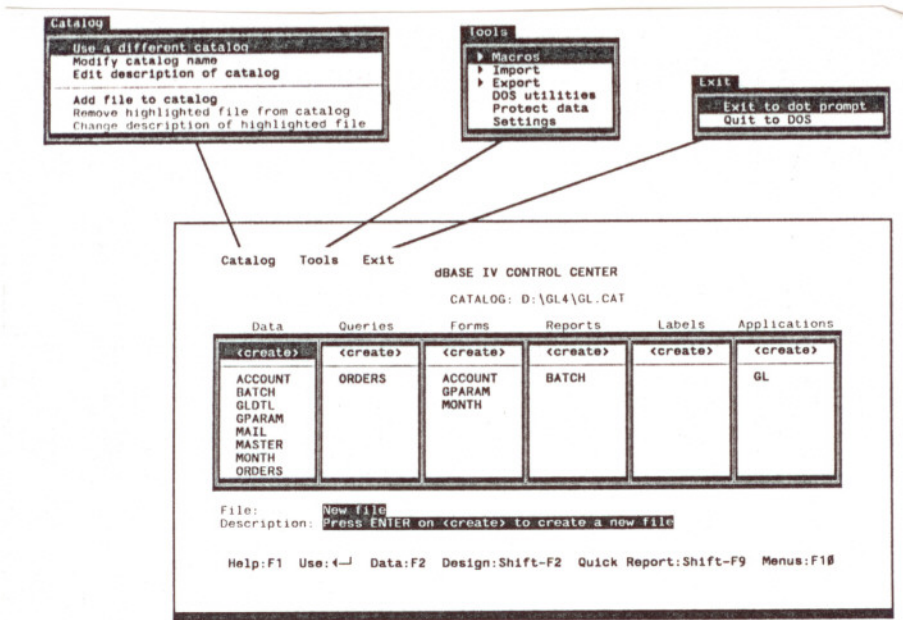 Catalog
Use a different catalog
Modify catalog name
Edit description of catalog
Add file to catalog
Remove highlighted file from catalog
Change description of highlighted file
Tools
Macros
Import
Export
DOS utilities
Protect data
Settings
Exit
Exit to dot prompt
Quit to DOS
Catalog Tools Exit
dBASE IV CONTROL CENTER
CATALOG: D:\GL4\GL.CAT
Data Queries Forms Reports Labels Applications
<create> <create> <create> <create> <create> <create>
ACCOUNT ORDERS ACCOUNT BATCH GL
BATCH GPARAM
GLDTL MONTH
GPARAM
MAIL
MASTER
MONTH
ORDERS
File: New file
Description: Press ENTER on <create> to create a new file
Help:F1 Use:◄┘ Data:F2 Design:Shift-F2 Quick Report:Shift-F9 Menus:F10